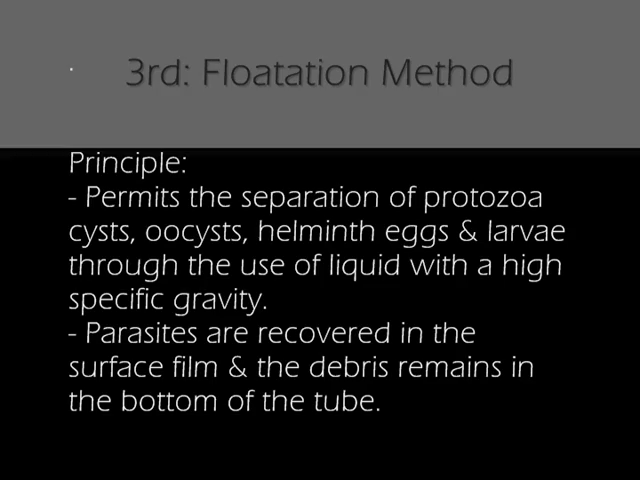 3rd: Floatation Method
Principle:
- Permits the separation of protozoa
cysts, oocysts, helminth eggs & larvae
through the use of liquid with a high
specific gravity.
- Parasites are recovered in the
surface film & the debris remains in
the bottom of the tube.